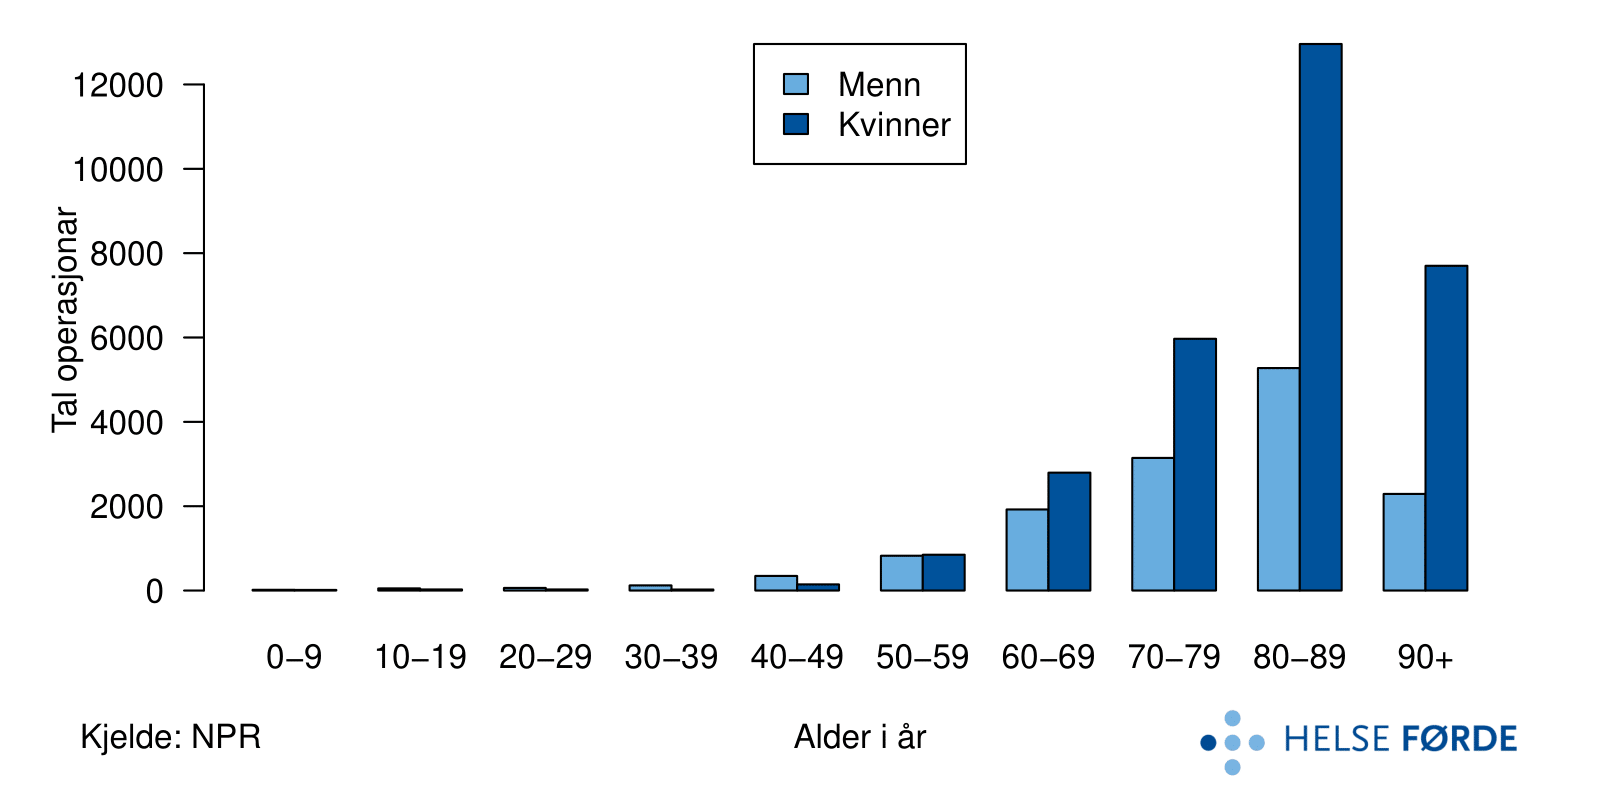 Menn
Kvinner
Tal operasjonar
12000
10000
8000
6000
4000
2000
0
0–9 10–19 20–29 30–39 40–49 50–59 60–69 70–79 80–89 90+
Kjelde: NPR Alder i år HELSE FØRDE